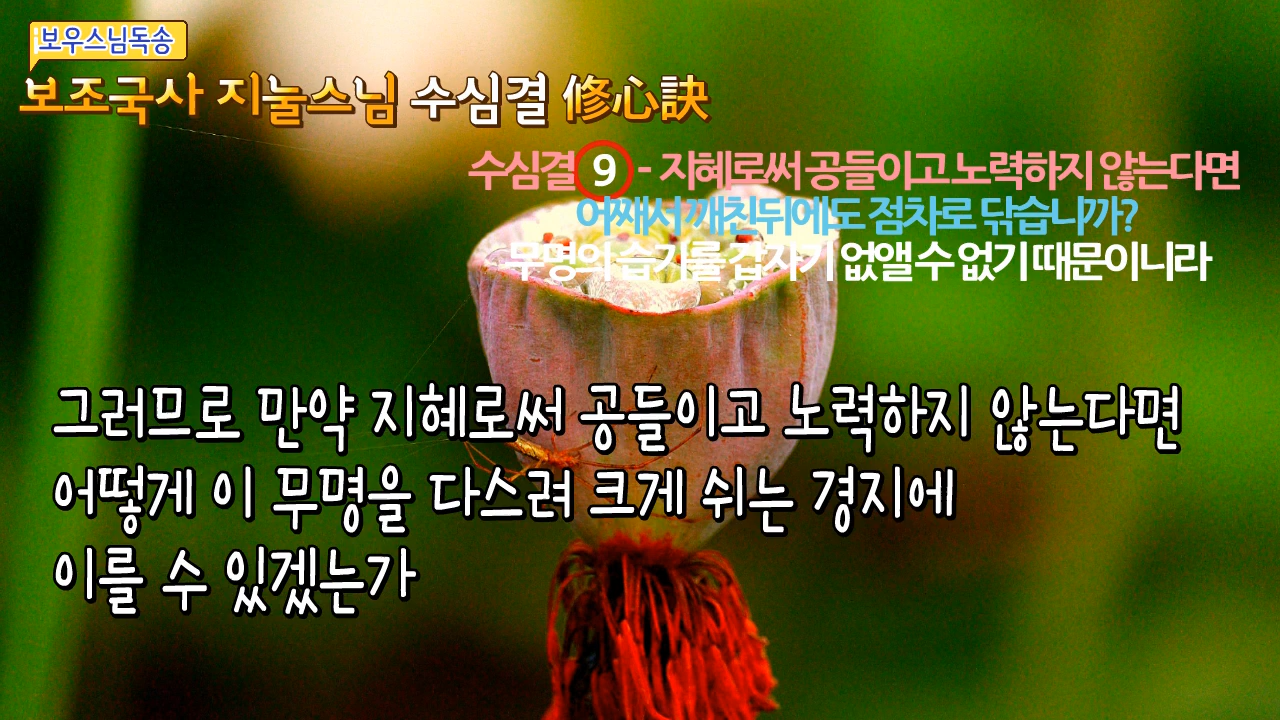 보우스님독송
보조국사 지눌스님 수심결 修心訣
수심결 9 - 지혜로써 공들이고 노력하지 않는다면
어째서 깨친뒤에도 점차로 닦습니까?
무명의 습기를 갑자기 없앨 수 없기 때문이니라
그러므로 만약 지혜로써 공들이고 노력하지 않는다면
어떻게 이 무명을 다스려 크게 쉬는 경지에
이를 수 있겠는가